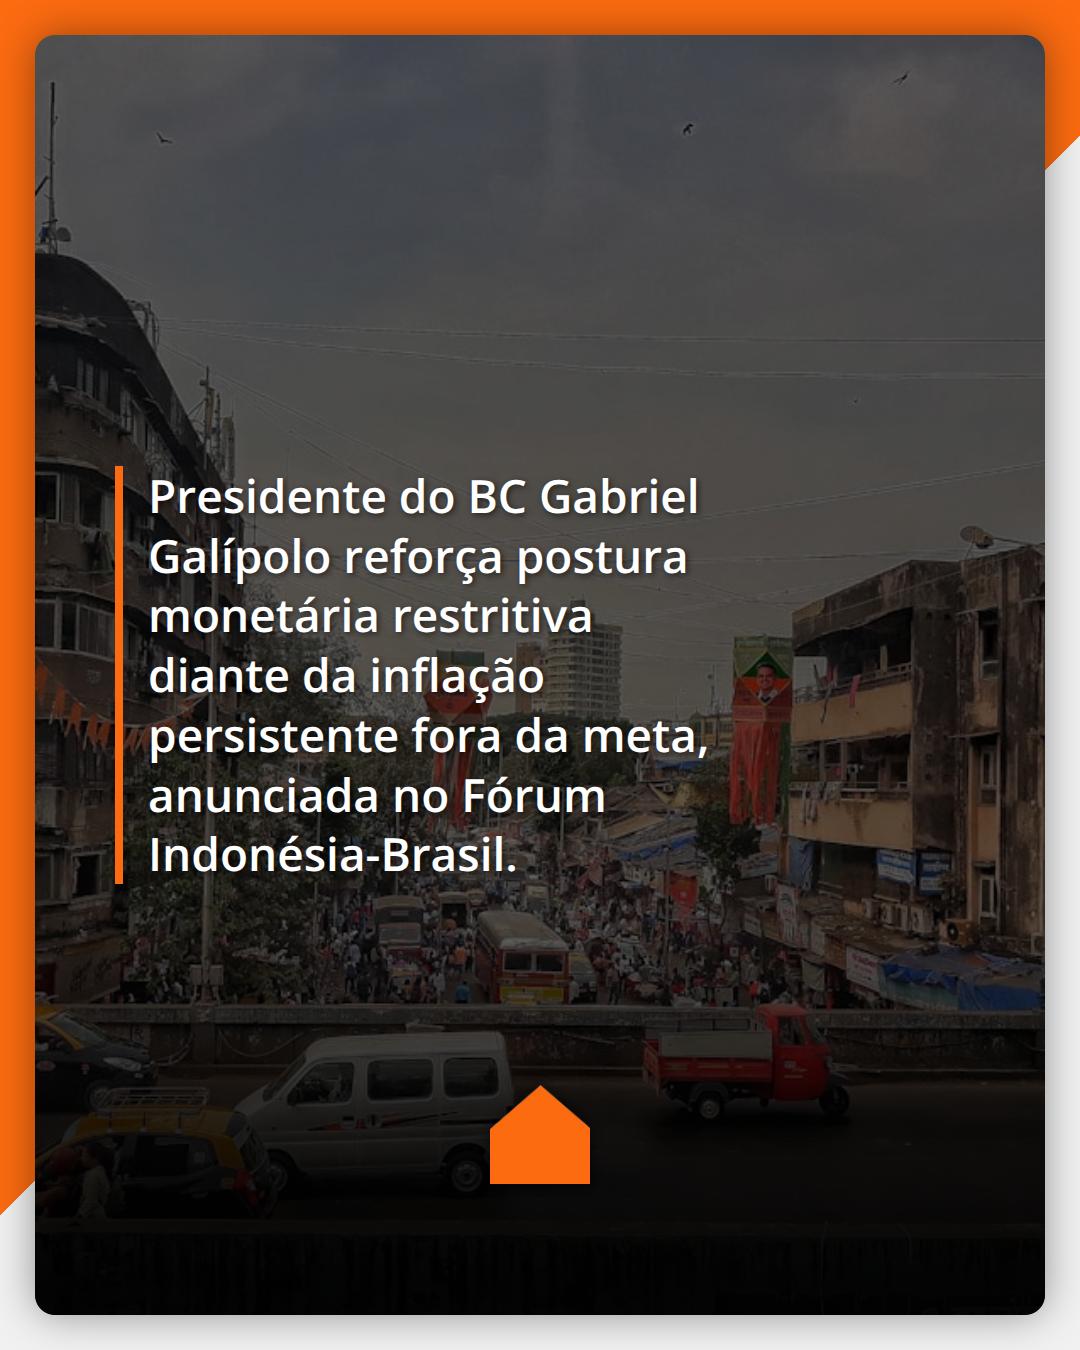 Presidente do BC Gabriel
Galípolo reforça postura
monetária restritiva
diante da inflação
persistente fora da meta,
anunciada no Fórum
Indonésia-Brasil.